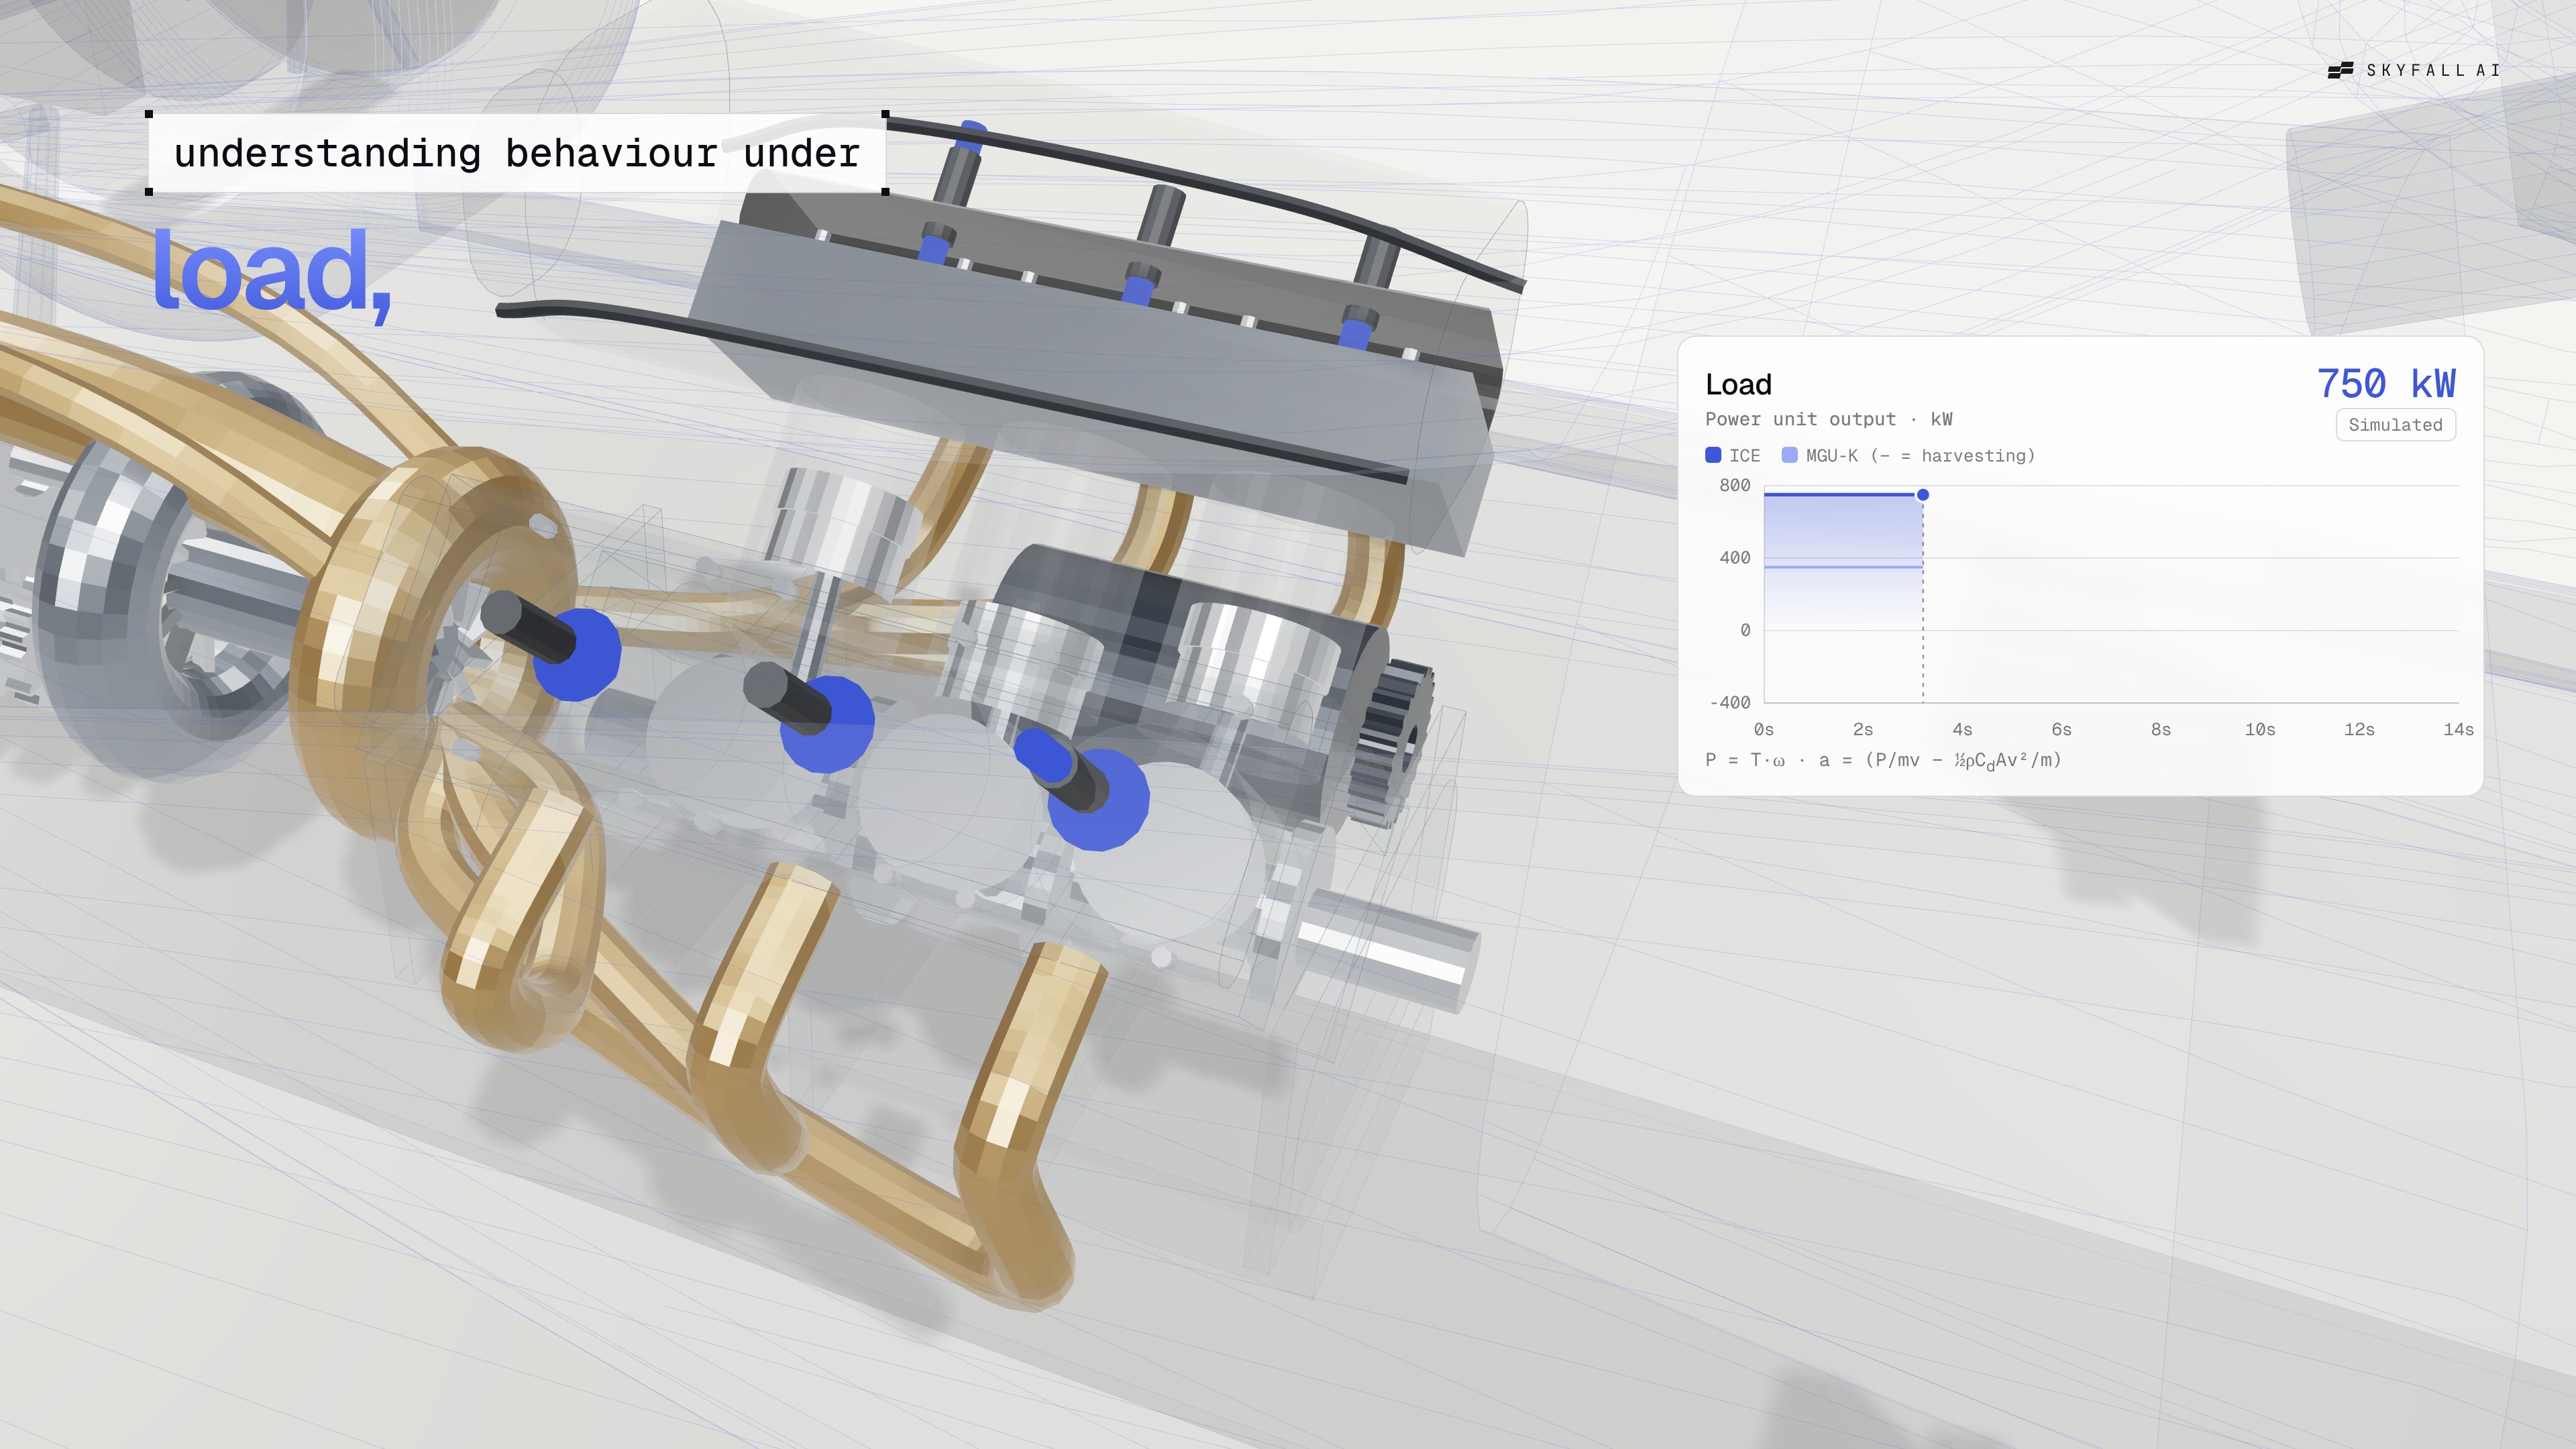 SKYFALL AI
understanding behaviour under
load,
Load
750 kW
Power unit output · kW
Simulated
ICE
MGU-K (− = harvesting)
800
400
0
-400
0s 2s 4s 6s 8s 10s 12s 14s
P = T·ω · a = (P/mv − ½ρC_dAv²/m)